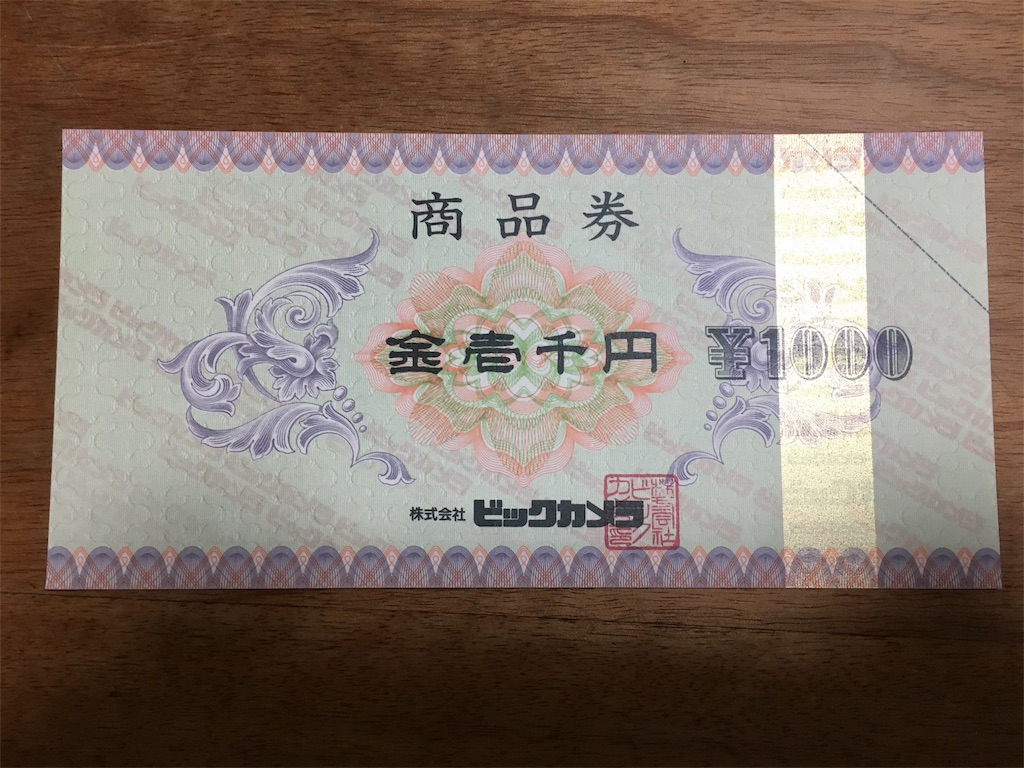 商品券
金壱千円
¥1000
株式会社 ビックカメラ